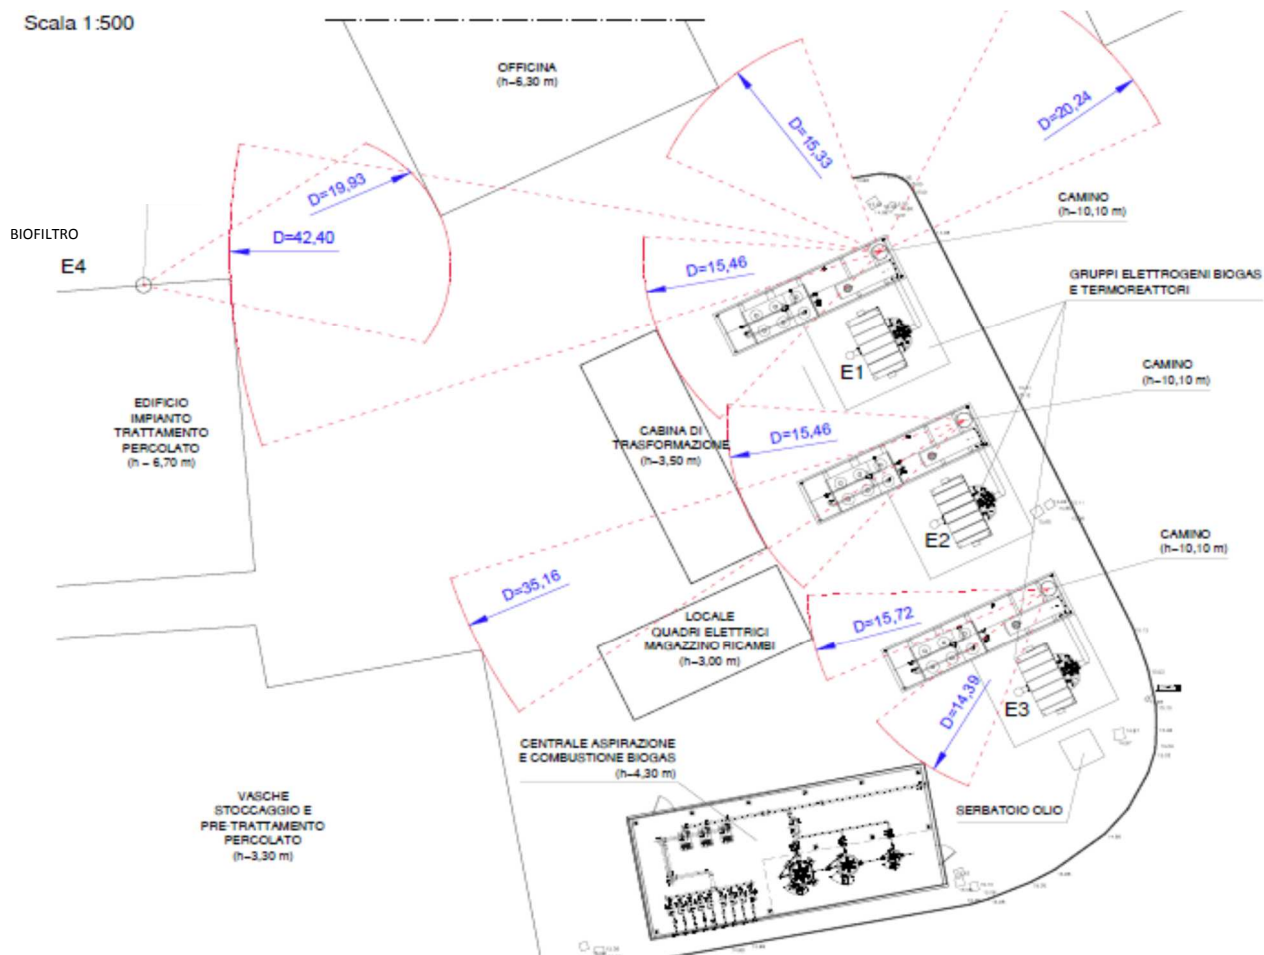 Scala 1:500
OFFICINA
(h=6,30 m)
D=15,33
D=20,24
D=19,93
D=42,40
BIOFILTRO
E4
CAMINO
(h=10,10 m)
D=15,46
GRUPPI ELETTROGENI BIOGAS
E TERMOREATTORI
E1
CAMINO
(h=10,10 m)
EDIFICIO
IMPIANTO
TRATTAMENTO
PERCOLATO
(h = 6,70 m)
CABINA DI
TRASFORMAZIONE
(h=3,50 m)
D=15,46
E2
CAMINO
(h=10,10 m)
D=35,16
LOCALE
QUADRI ELETTRICI
MAGAZZINO RICAMBI
(h=3,00 m)
D=15,72
D=14,39
E3
CENTRALE ASPIRAZIONE
E COMBUSTIONE BIOGAS
(h=4,30 m)
SERBATOIO OLIO
VASCHE
STOCCAGGIO E
PRE-TRATTAMENTO
PERCOLATO
(h=3,30 m)